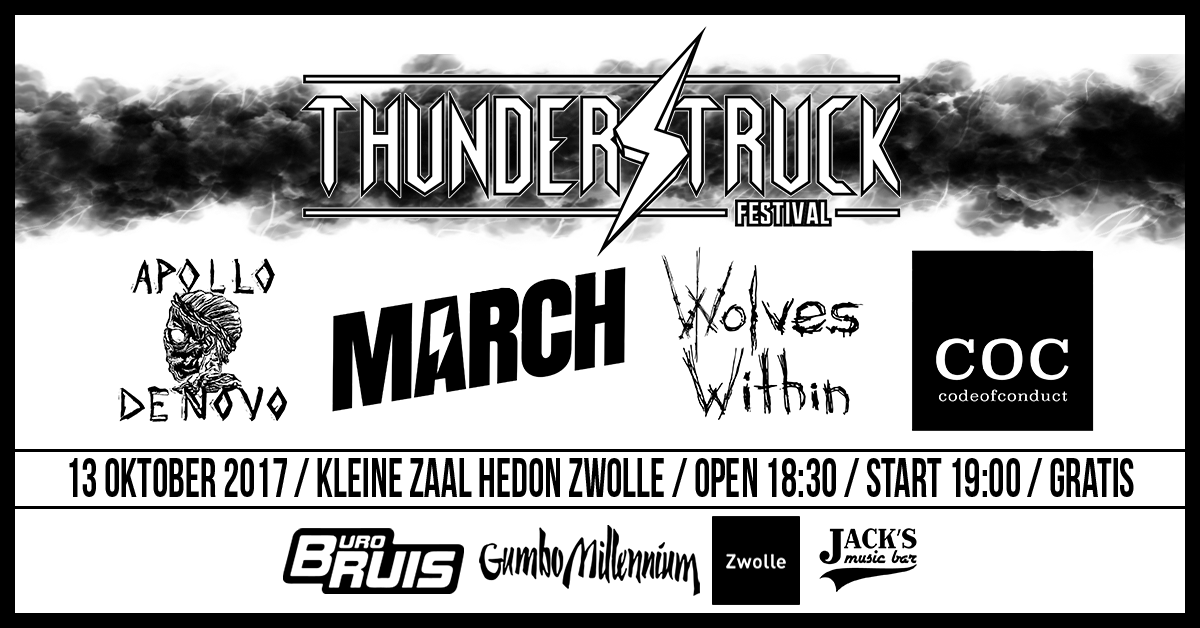 THUNDERSTRUCK
FESTIVAL
APOLLO
DE NOVO
MARCH
Wolves
Within
COC
codeofconduct
13 OKTOBER 2017 / KLEINE ZAAL HEDON ZWOLLE / OPEN 18:30 / START 19:00 / GRATIS
BURO
BRUIS
Gumbo Millennium
Zwolle
JACK'S
music bar